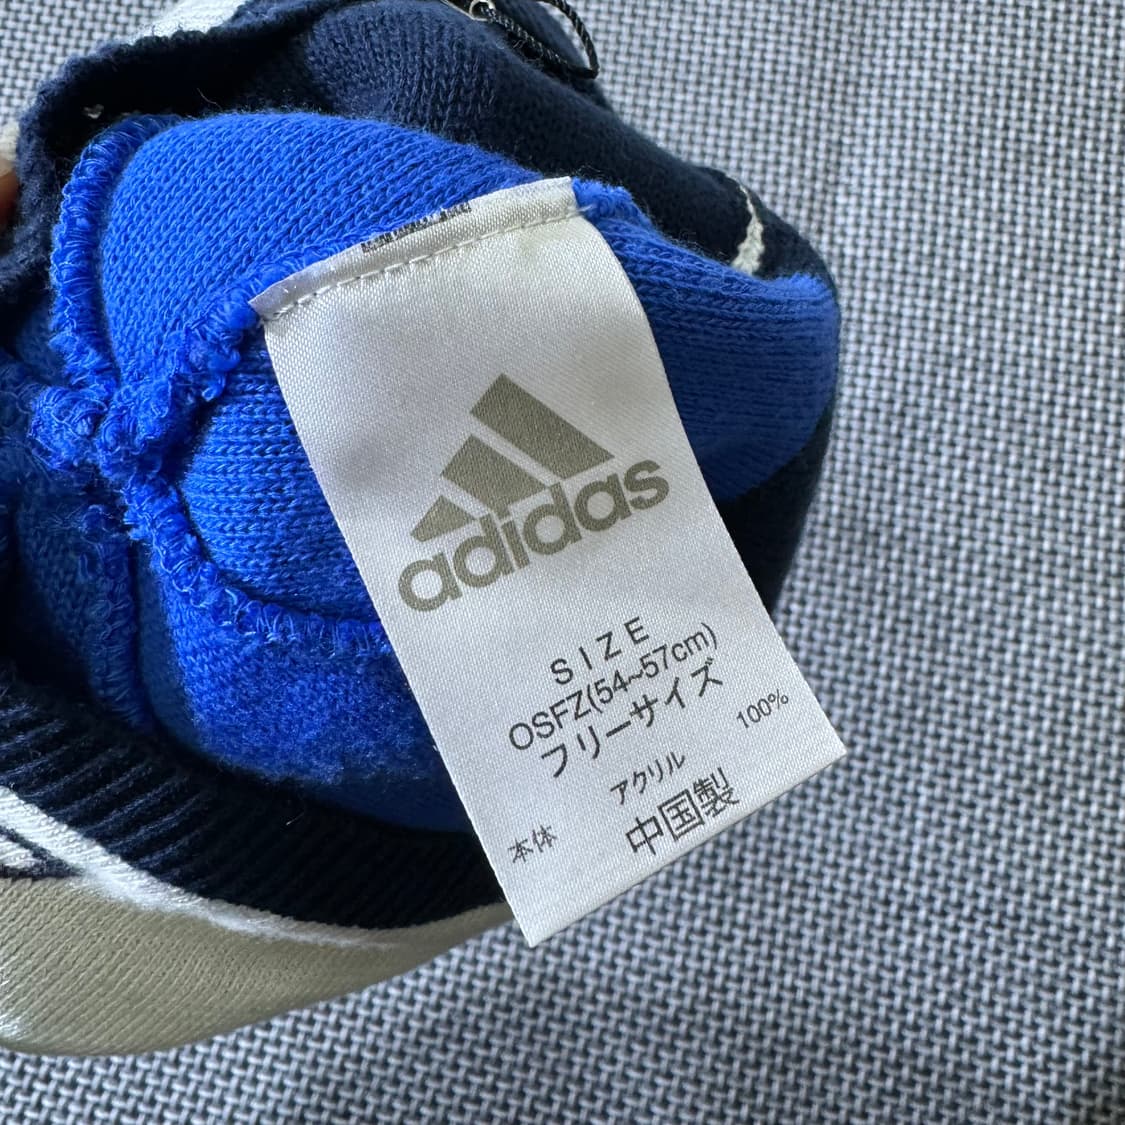 adidas
SIZE
OSFZ(54~57cm)
フリーサイズ
本体 アクリル 100%
中国製